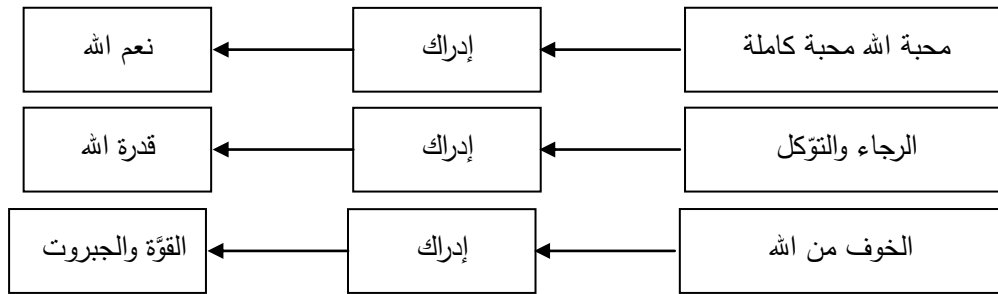 محبة الله محبة كاملة
إدراك
نعم الله
الرجاء والتوّكل
إدراك
قدرة الله
الخوف من الله
إدراك
القوَّة والجبروت